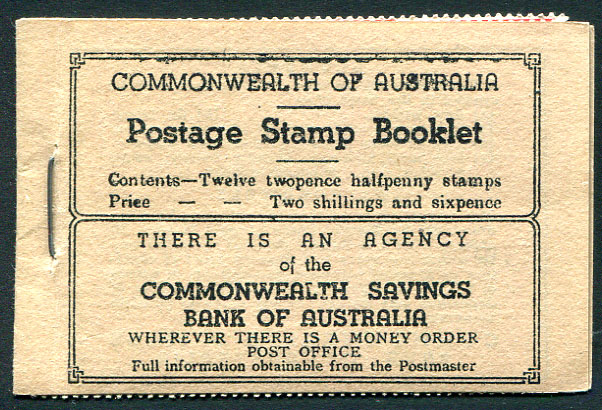 COMMONWEALTH OF AUSTRALIA
Postage Stamp Booklet
Contents—Twelve twopence halfpenny stamps
Price — — Two shillings and sixpence
THERE IS AN AGENCY
of the
COMMONWEALTH SAVINGS
BANK OF AUSTRALIA
WHEREVER THERE IS A MONEY ORDER
POST OFFICE
Full information obtainable from the Postmaster